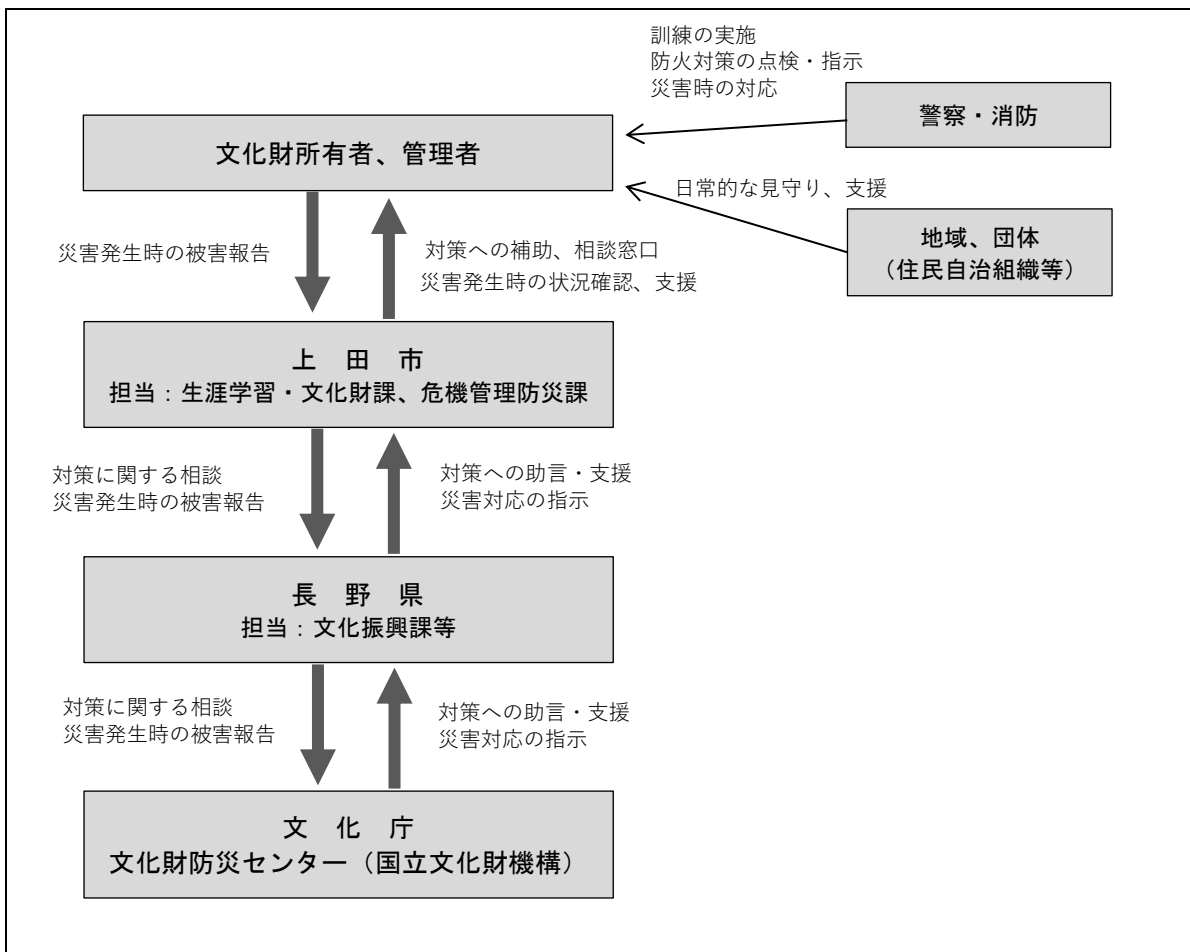 訓練の実施
防火対策の点検・指示
災害時の対応
警察・消防
文化財所有者、管理者
日常的な見守り、支援
地域、団体
（住民自治組織等）
災害発生時の被害報告
対策への補助、相談窓口
災害発生時の状況確認、支援
上　田　市
担当：生涯学習・文化財課、危機管理防災課
対策に関する相談
災害発生時の被害報告
対策への助言・支援
災害対応の指示
長　野　県
担当：文化振興課等
対策に関する相談
災害発生時の被害報告
対策への助言・支援
災害対応の指示
文　化　庁
文化財防災センター（国立文化財機構）